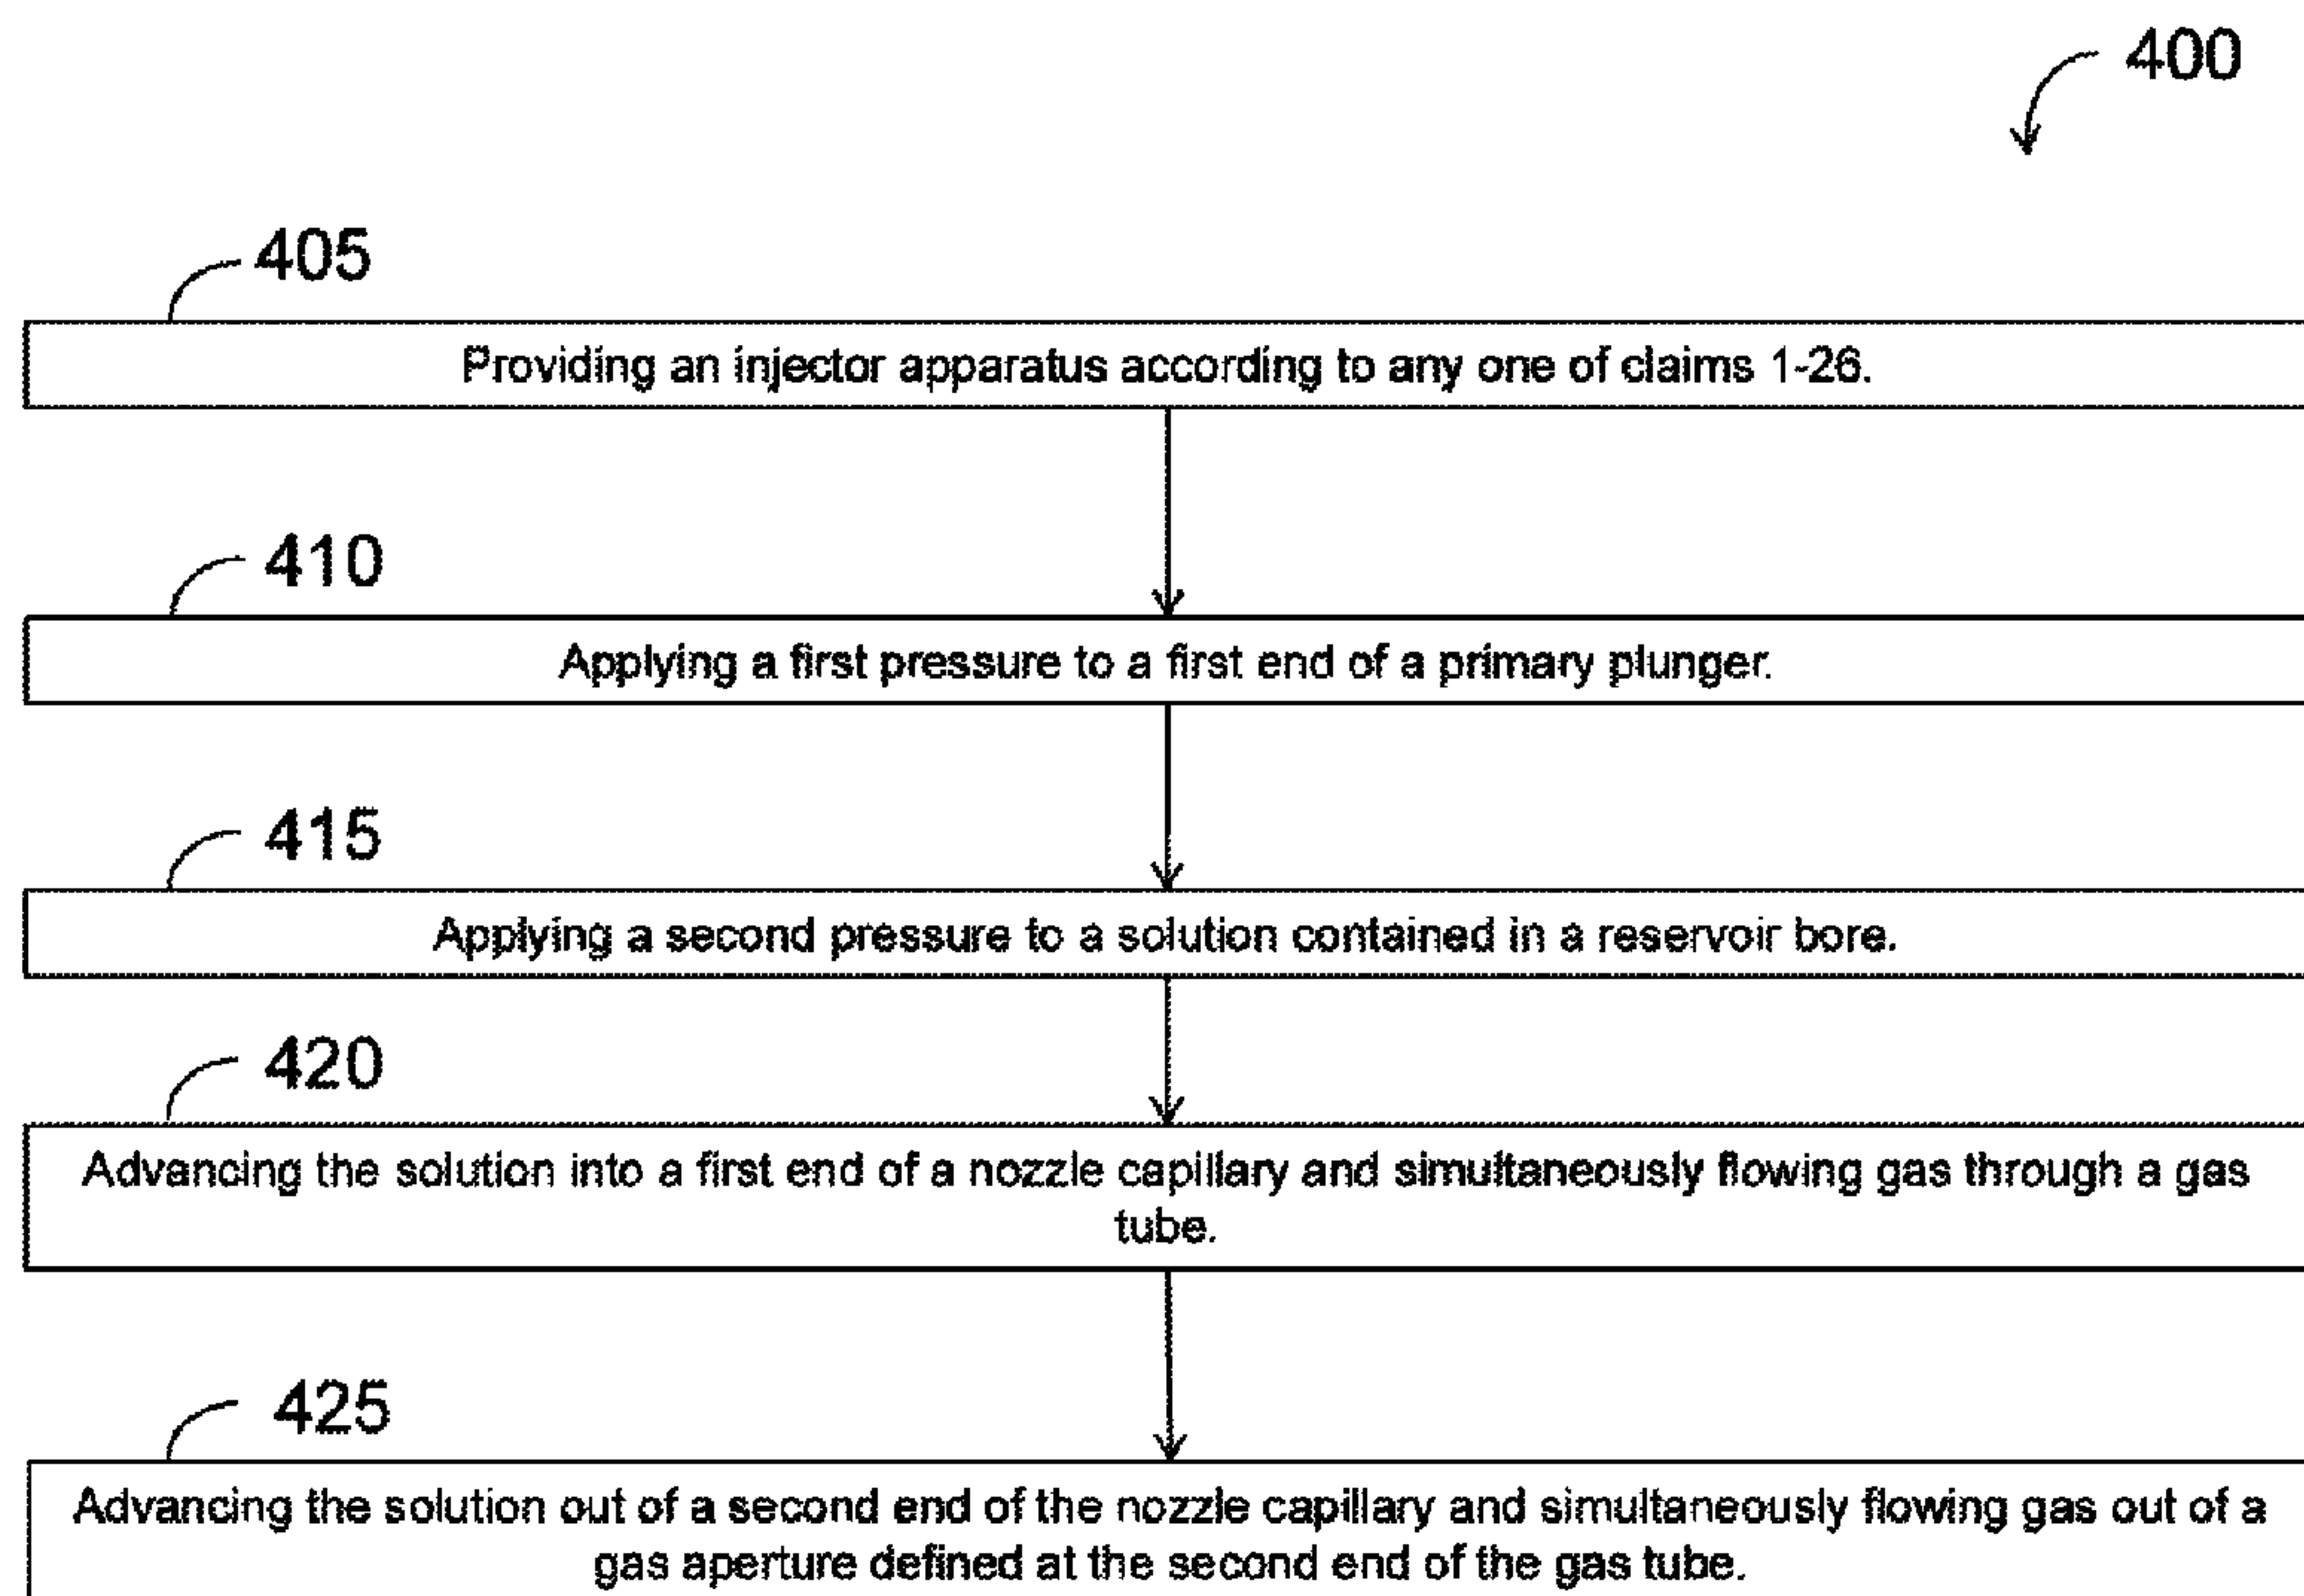 400
405
Providing an injector apparatus according to any one of claims 1-26.
410
Applying a first pressure to a first end of a primary plunger.
415
Applying a second pressure to a solution contained in a reservoir bore.
420
Advancing the solution into a first end of a nozzle capillary and simultaneously flowing gas through a gas
tube.
425
Advancing the solution out of a second end of the nozzle capillary and simultaneously flowing gas out of a
gas aperture defined at the second end of the gas tube.